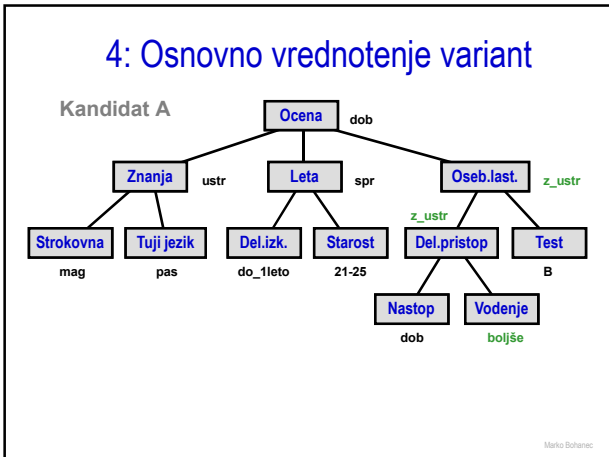 4: Osnovno vrednotenje variant
Kandidat A
Ocena dob
Znanja ustr Leta spr Oseb.last. z_ustr
z_ustr
Strokovna Tuji jezik Del.izk. Starost Del.pristop Test
mag pas do_1leto 21-25 B
Nastop Vodenje
dob boljše
Marko Bohanec